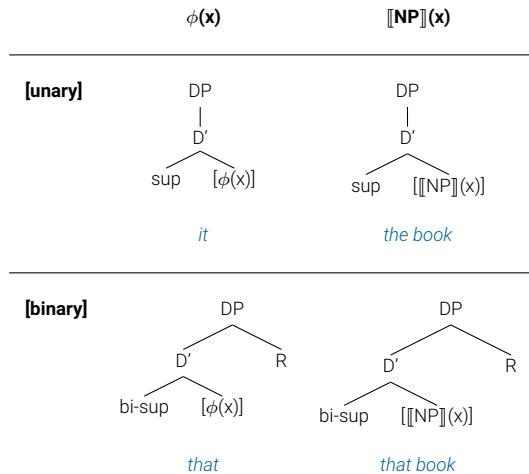 ϕ(x) ⟦NP⟧(x)
[unary] DP DP
D' D'
sup [ϕ(x)] sup [⟦NP⟧(x)]
it the book
[binary] DP DP
D' R D' R
bi-sup [ϕ(x)] bi-sup [⟦NP⟧(x)]
that that book